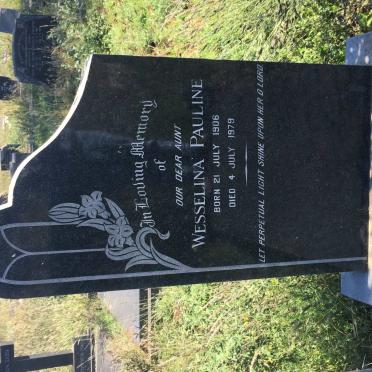 In Loving Memory
of
OUR DEAR AUNT
WESSELINA PAULINE
BORN 21 JULY 1906
DIED 4 JULY 1979
LET PERPETUAL LIGHT SHINE UPON HER O LORD